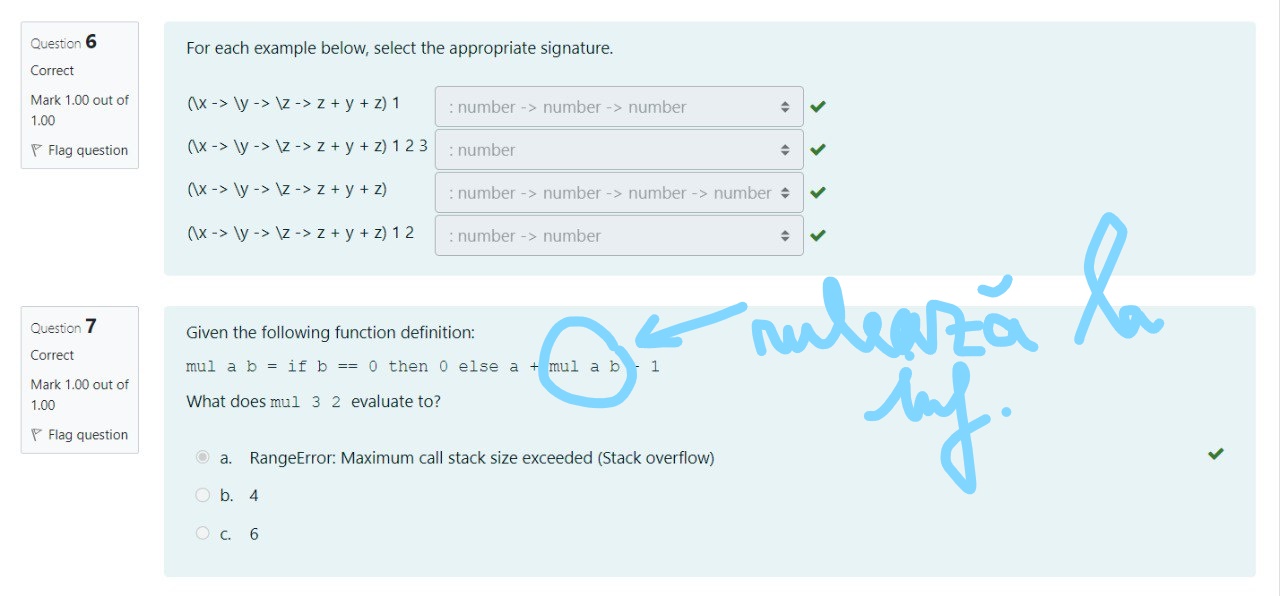 Question 6
Correct
Mark 1.00 out of
1.00
Flag question
For each example below, select the appropriate signature.
(\x -> \y -> \z -> z + y + z) 1 : number -> number -> number
(\x -> \y -> \z -> z + y + z) 1 2 3 : number
(\x -> \y -> \z -> z + y + z) : number -> number -> number -> number
(\x -> \y -> \z -> z + y + z) 1 2 : number -> number
Question 7
Correct
Mark 1.00 out of
1.00
Flag question
Given the following function definition:
mul a b = if b == 0 then 0 else a + mul a b - 1
What does mul 3 2 evaluate to?
a. RangeError: Maximum call stack size exceeded (Stack overflow)
b. 4
c. 6
rulează la
inf.